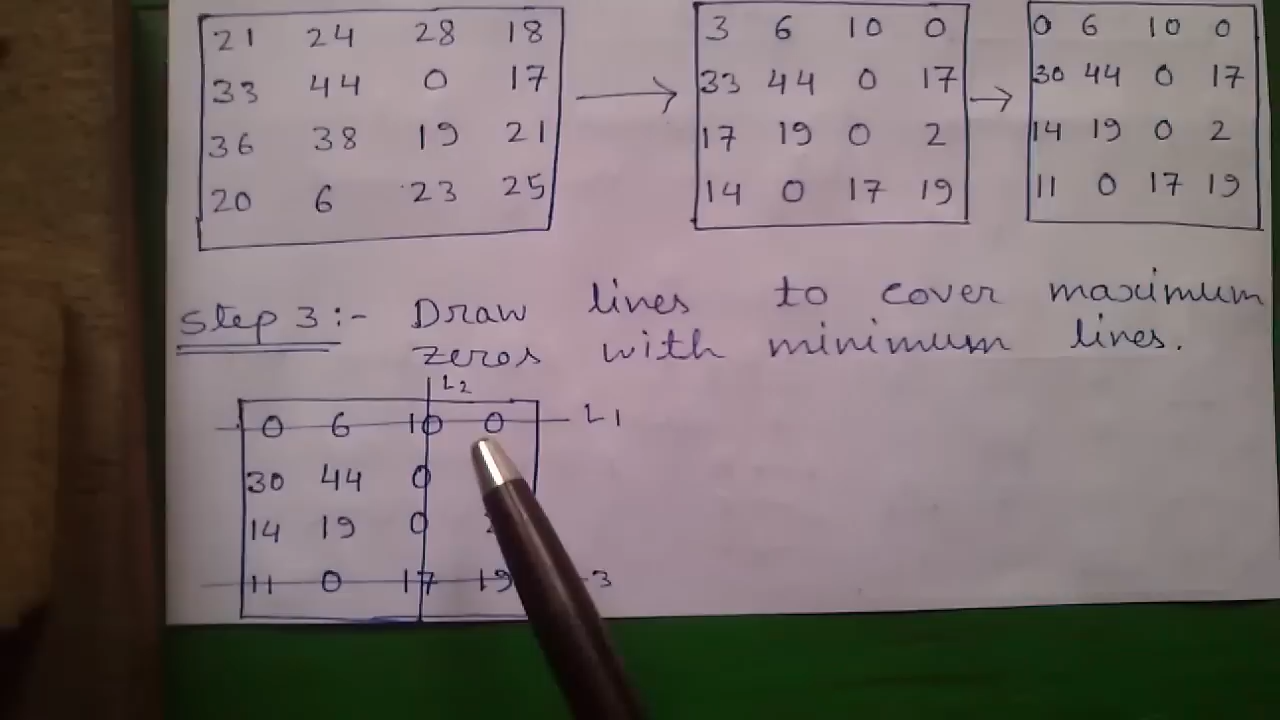 21 24 28 18
33 44 0 17
36 38 19 21
20 6 23 25
3 6 10 0
33 44 0 17
17 19 0 2
14 0 17 19
0 6 10 0
30 44 0 17
14 19 0 2
11 0 17 19
Step 3:- Draw lines to cover maximum
zeros with minimum lines.
L2
0 6 10 0 L1
30 44 0
14 19 0
11 0 17 19 3